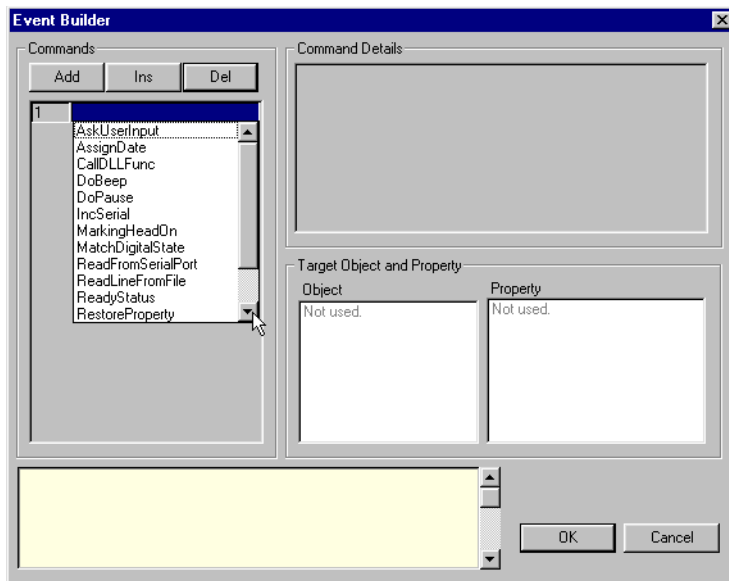 Event Builder
Commands
Add Ins Del
1
AskUserInput
AssignDate
CallDLLFunc
DoBeep
DoPause
IncSerial
MarkingHeadOn
MatchDigitalState
ReadFromSerialPort
ReadLineFromFile
ReadyStatus
RestoreProperty
Command Details
Target Object and Property
Object Property
Not used. Not used.
OK Cancel